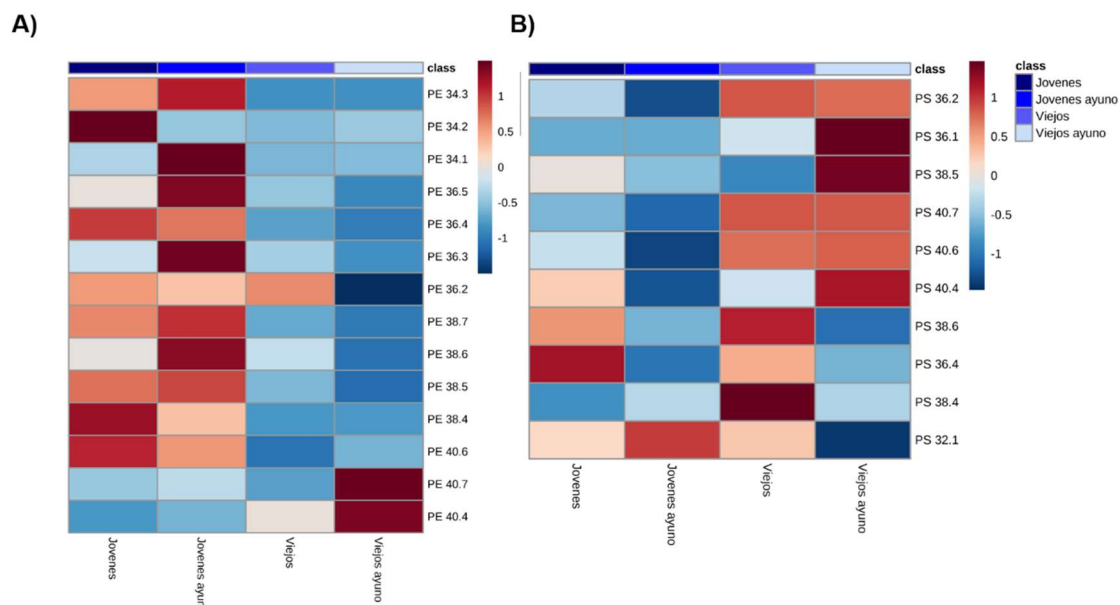 A)
class
PE 34.3
PE 34.2
PE 34.1
PE 36.5
PE 36.4
PE 36.3
PE 36.2
PE 38.7
PE 38.6
PE 38.5
PE 38.4
PE 40.6
PE 40.7
PE 40.4
1
0.5
0
-0.5
-1
Jovenes
Jovenes ayur
Viejos
Viejos ayuno
B)
class
PS 36.2
PS 36.1
PS 38.5
PS 40.7
PS 40.6
PS 40.4
PS 38.6
PS 36.4
PS 38.4
PS 32.1
1
0.5
0
-0.5
-1
class
Jovenes
Jovenes ayuno
Viejos
Viejos ayuno
Jovenes
Jovenes ayuno
Viejos
Viejos ayuno